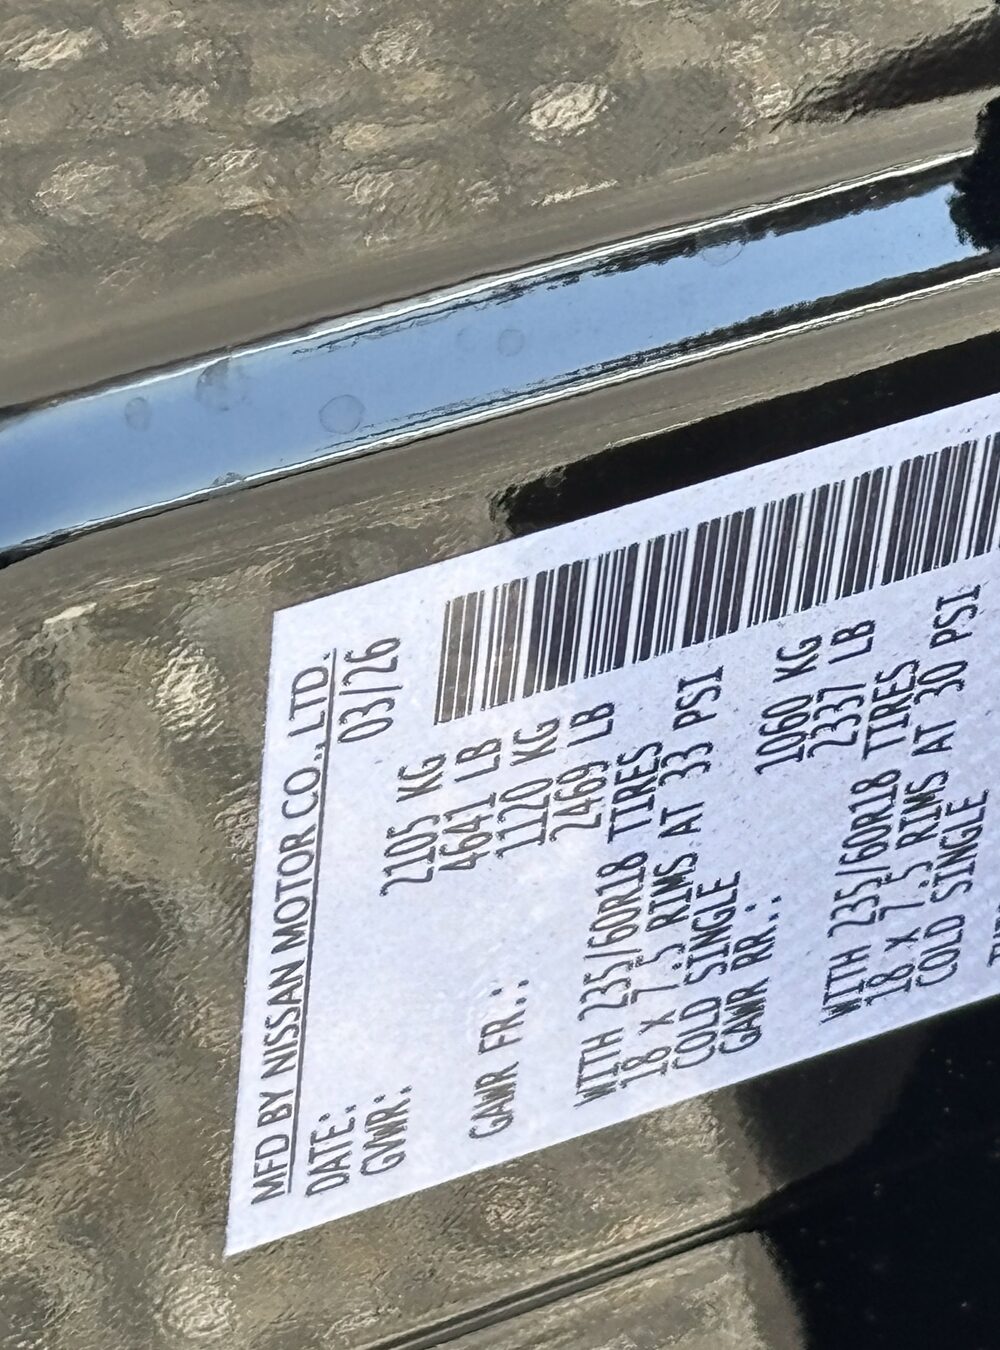 MFD BY NISSAN MOTOR CO., LTD.
DATE: 03/26
GVWR: 2105 KG
4641 LB
GAWR FR.: 1120 KG
2469 LB
WITH 235/60R18 TIRES
18 X 7.5 RIMS AT 33 PSI
COLD SINGLE
GAWR RR.: 1060 KG
2337 LB
WITH 235/60R18 TIRES
18 X 7.5 RIMS AT 30 PSI
COLD SINGLE